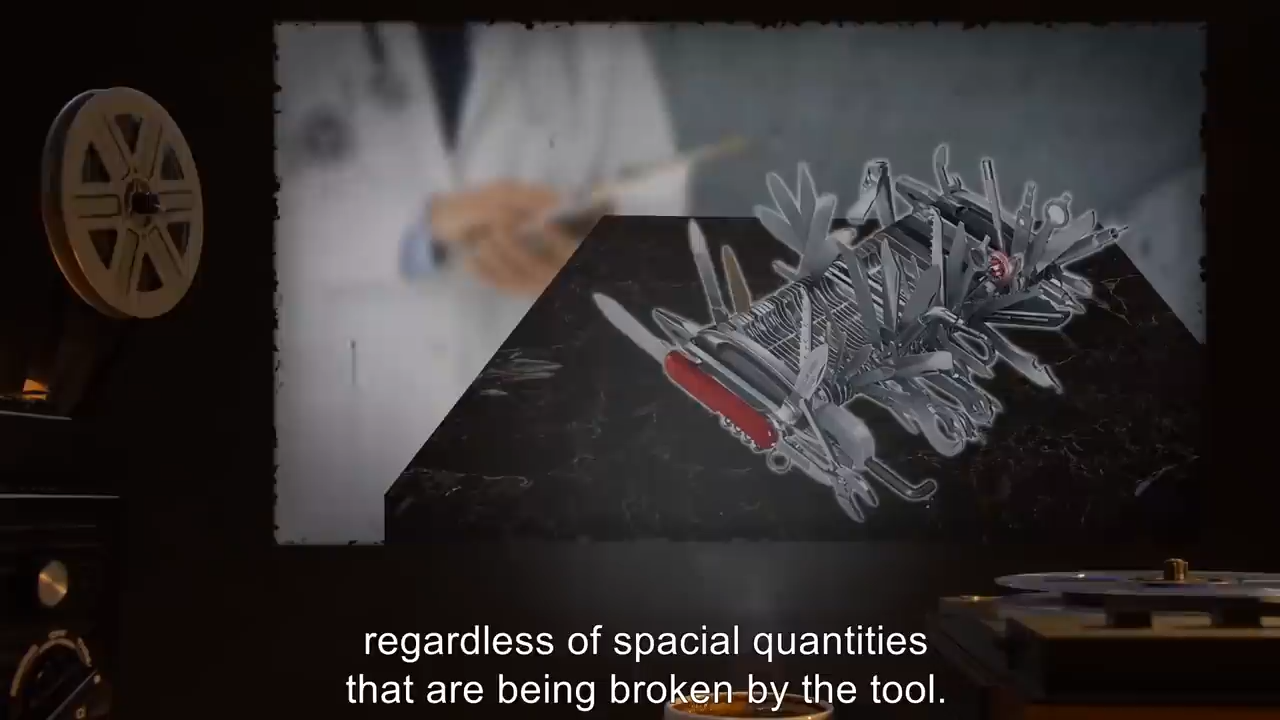 regardless of spacial quantities
that are being broken by the tool.